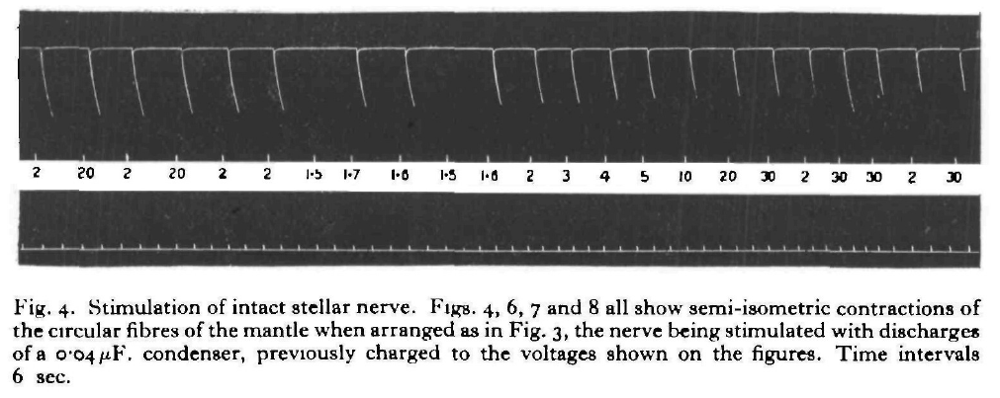 2 20 2 20 2 2 1·5 1·7 1·6 1·5 1·6 2 3 4 5 10 20 30 2 30 30 2 30
Fig. 4. Stimulation of intact stellar nerve. Figs. 4, 6, 7 and 8 all show semi-isometric contractions of
the circular fibres of the mantle when arranged as in Fig. 3, the nerve being stimulated with discharges
of a 0·04 μF. condenser, previously charged to the voltages shown on the figures. Time intervals
6 sec.